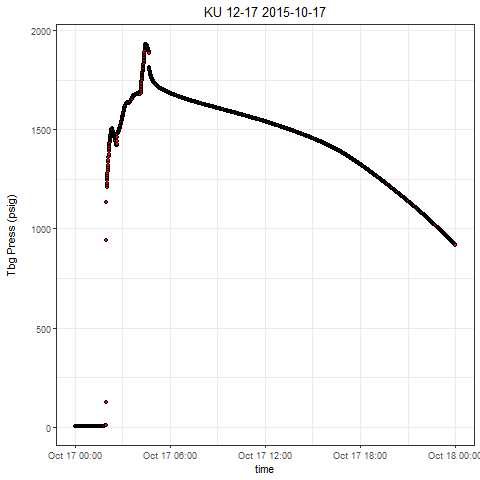 KU 12-17 2015-10-17
2000
1500
1000
500
0
Tbg Press (psig)
Oct 17 00:00 Oct 17 06:00 Oct 17 12:00 Oct 17 18:00 Oct 18 00:00
time